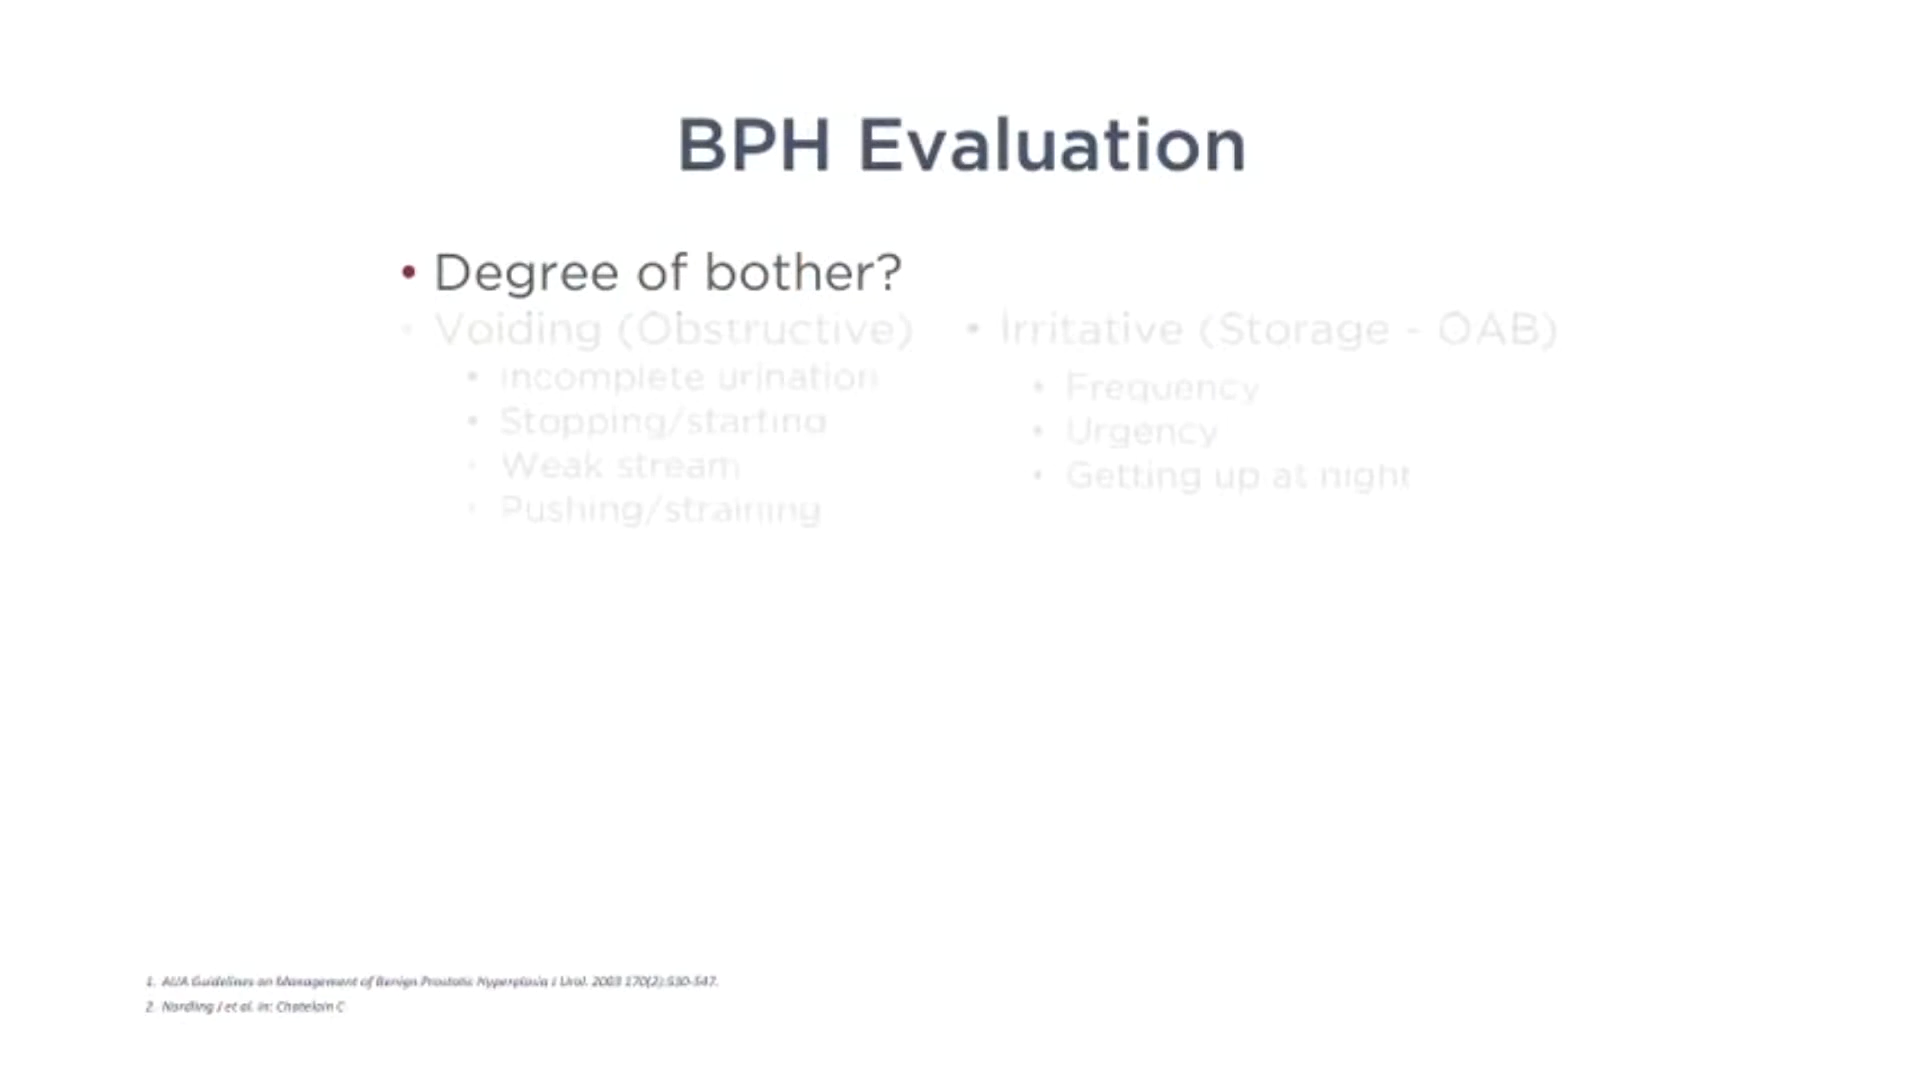 BPH Evaluation
• Degree of bother?
• Voiding (Obstructive)
• Incomplete urination
• Stopping/starting
• Weak stream
• Pushing/straining
• Irritative (Storage - OAB)
• Frequency
• Urgency
• Getting up at night
1. AUA Guidelines on Management of Benign Prostatic Hyperplasia J Urol. 2003 170(2):530-547.
2. Nordling J et al. in: Chatelain C